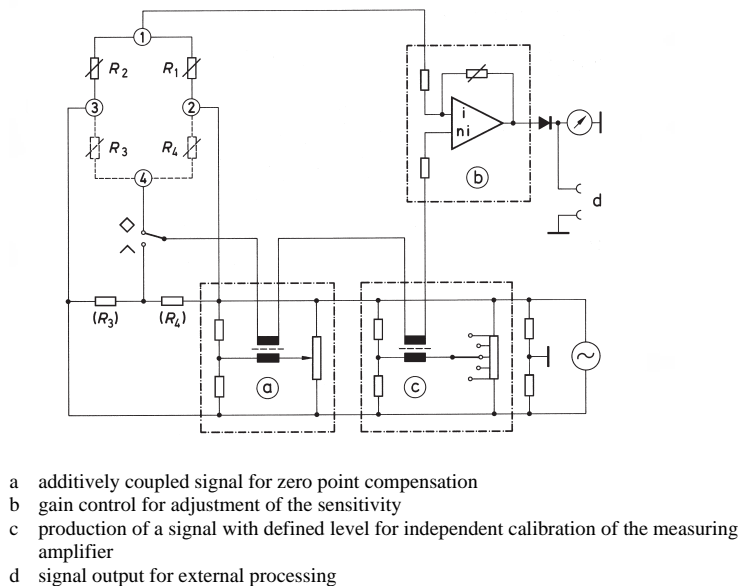 1
R2 R1
3 2
R3 R4
4
(R3) (R4)
i
ni
b
d
a
c
a additively coupled signal for zero point compensation
b gain control for adjustment of the sensitivity
c production of a signal with defined level for independent calibration of the measuring
amplifier
d signal output for external processing